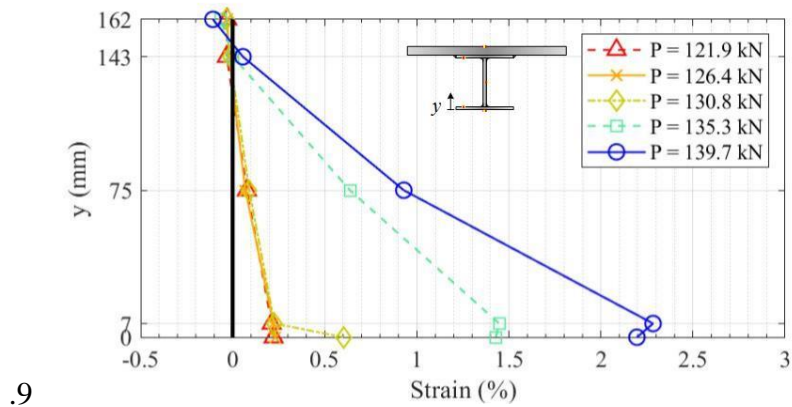 162
143
75
7
0
y (mm)
y
P = 121.9 kN
P = 126.4 kN
P = 130.8 kN
P = 135.3 kN
P = 139.7 kN
-0.5 0 0.5 1 1.5 2 2.5 3
Strain (%)
.9